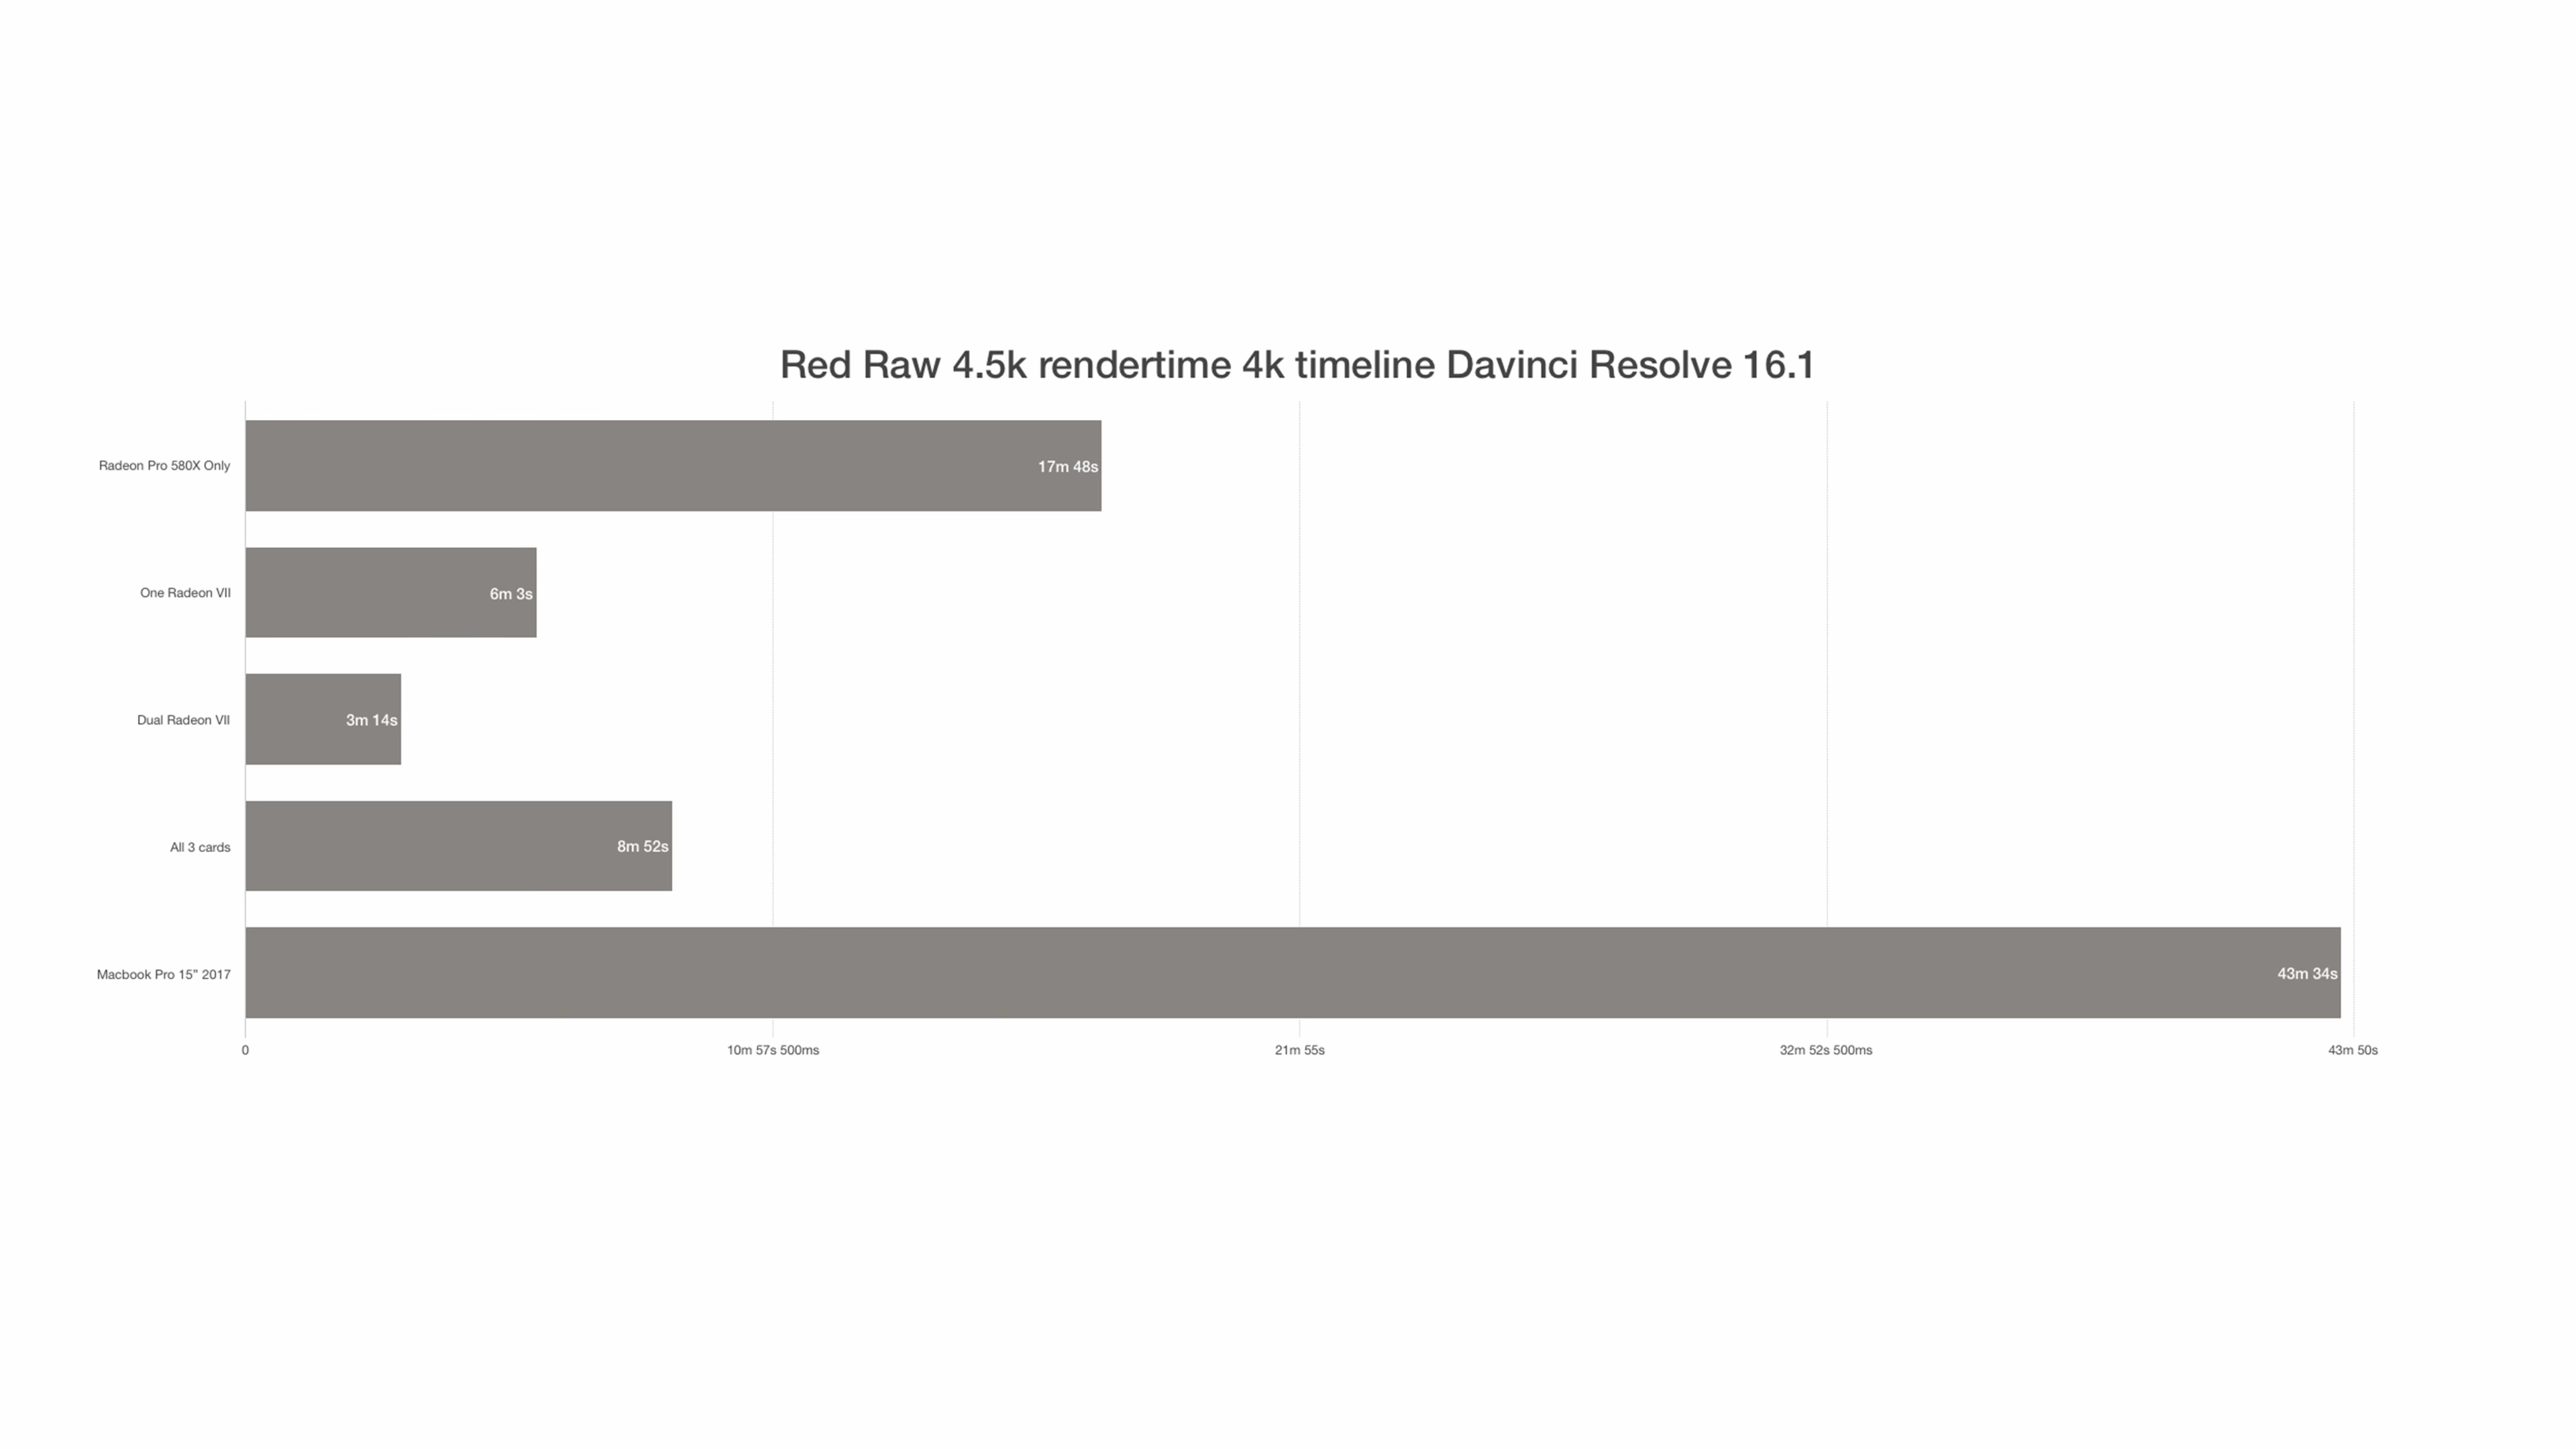 Red Raw 4.5k rendertime 4k timeline Davinci Resolve 16.1
Radeon Pro 580X Only
17m 48s
One Radeon VII
6m 3s
Dual Radeon VII
3m 14s
All 3 cards
8m 52s
Macbook Pro 15” 2017
43m 34s
0
10m 57s 500ms
21m 55s
32m 52s 500ms
43m 50s